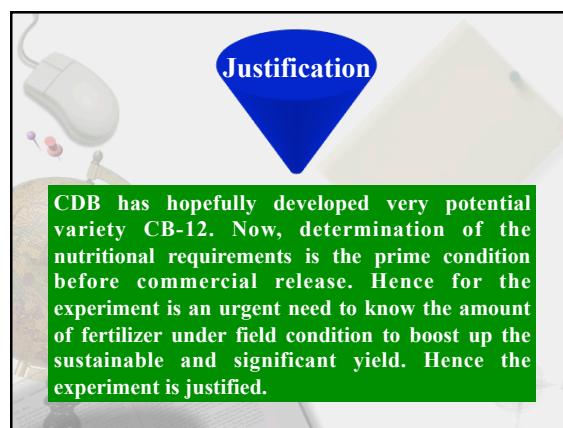 Justification
CDB has hopefully developed very potential
variety CB-12. Now, determination of the
nutritional requirements is the prime condition
before commercial release. Hence for the
experiment is an urgent need to know the amount
of fertilizer under field condition to boost up the
sustainable and significant yield. Hence the
experiment is justified.